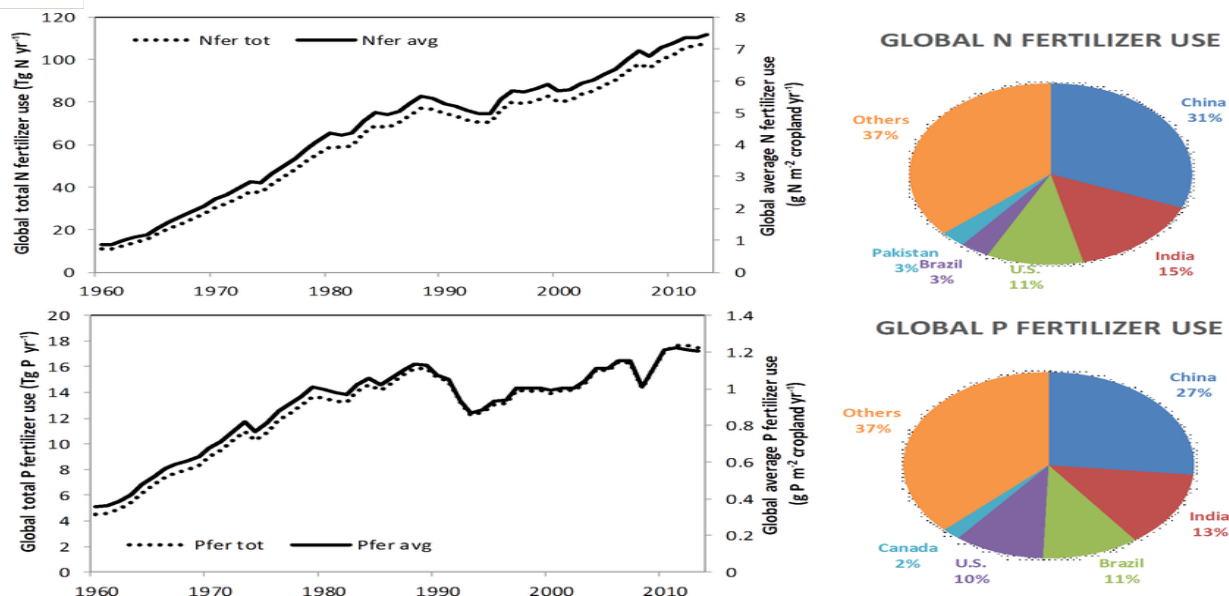 Global total N fertilizer use (Tg N yr⁻¹)
120
100
80
60
40
20
0
Nfer tot
Nfer avg
8
7
6
5
4
3
2
1
0
Global average N fertilizer use
(g N m⁻² cropland yr⁻¹)
1960 1970 1980 1990 2000 2010
GLOBAL N FERTILIZER USE
China
31%
Others
37%
Pakistan
3%
Brazil
3%
U.S.
11%
India
15%
Global total P fertilizer use (Tg P yr⁻¹)
20
18
16
14
12
10
8
6
4
2
0
Pfer tot
Pfer avg
1.4
1.2
1
0.8
0.6
0.4
0.2
0
Global average P fertilizer use
(g P m⁻² cropland yr⁻¹)
1960 1970 1980 1990 2000 2010
GLOBAL P FERTILIZER USE
China
27%
Others
37%
Canada
2%
U.S.
10%
Brazil
11%
India
13%